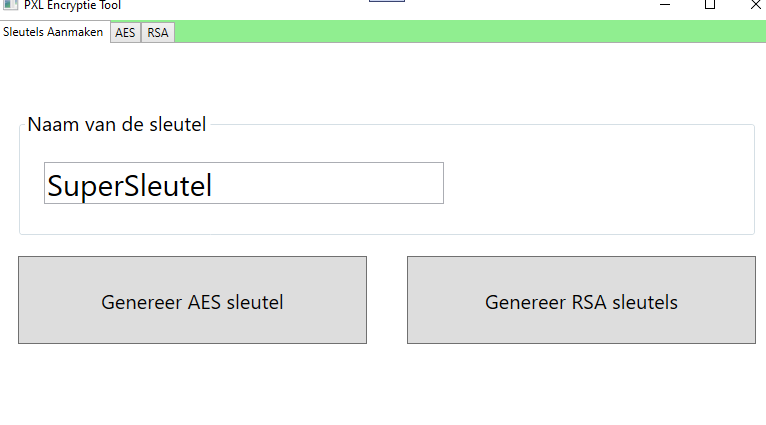 PXL Encryptie Tool
Sleutels Aanmaken AES RSA
Naam van de sleutel
SuperSleutel
Genereer AES sleutel Genereer RSA sleutels